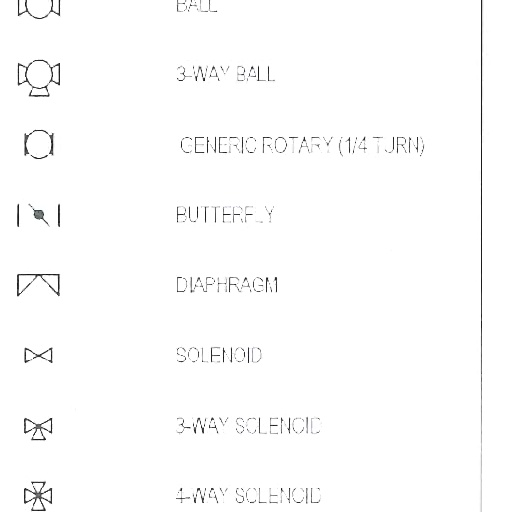 BALL
3-WAY BALL
GENERIC ROTARY (1/4 TURN)
BUTTERFLY
DIAPHRAGM
SOLENOID
3-WAY SOLENOID
4-WAY SOLENOID